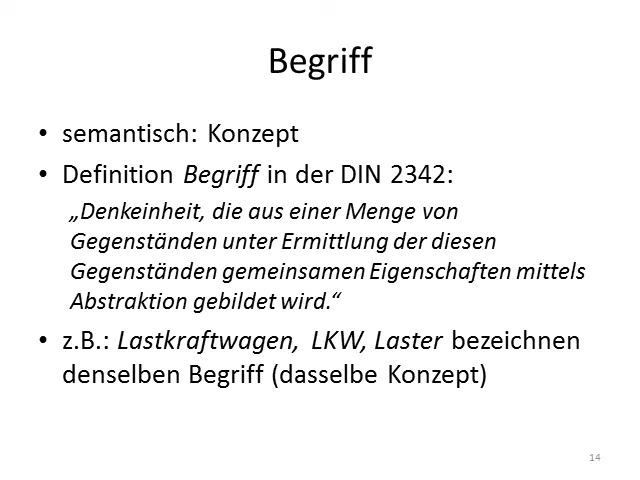 Begriff
• semantisch: Konzept
• Definition Begriff in der DIN 2342:
„Denkeinheit, die aus einer Menge von
Gegenständen unter Ermittlung der diesen
Gegenständen gemeinsamen Eigenschaften mittels
Abstraktion gebildet wird.“
• z.B.: Lastkraftwagen, LKW, Laster bezeichnen
denselben Begriff (dasselbe Konzept)
14